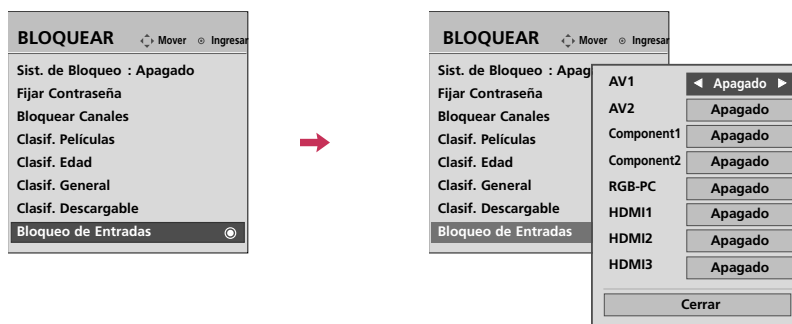 BLOQUEAR Mover Ingresar
Sist. de Bloqueo : Apagado
Fijar Contraseña
Bloquear Canales
Clasif. Películas
Clasif. Edad
Clasif. General
Clasif. Descargable
Bloqueo de Entradas
BLOQUEAR Mover Ingresar
Sist. de Bloqueo : Apag
Fijar Contraseña
Bloquear Canales
Clasif. Películas
Clasif. Edad
Clasif. General
Clasif. Descargable
Bloqueo de Entradas
AV1 Apagado
AV2 Apagado
Component1 Apagado
Component2 Apagado
RGB-PC Apagado
HDMI1 Apagado
HDMI2 Apagado
HDMI3 Apagado
Cerrar